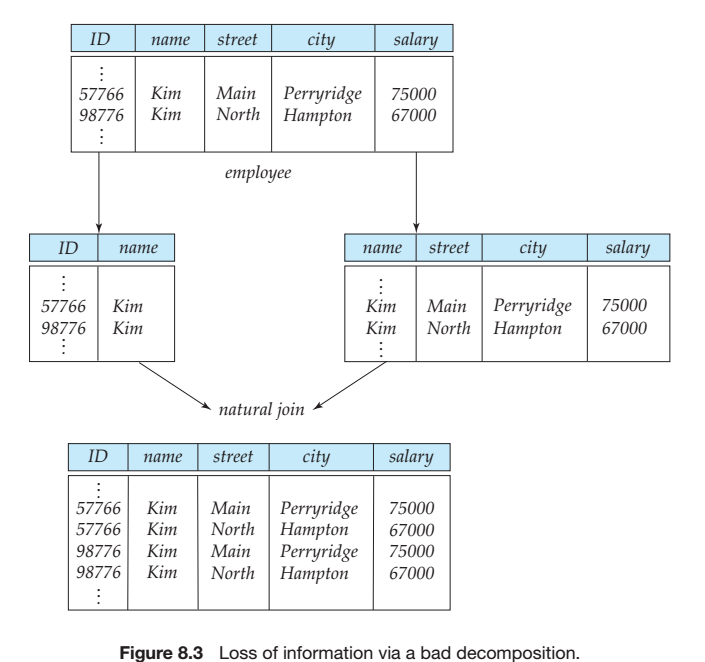 ID name street city salary
⋮
57766 Kim Main Perryridge 75000
98776 Kim North Hampton 67000
⋮
employee
ID name
⋮
57766 Kim
98776 Kim
⋮
name street city salary
⋮
Kim Main Perryridge 75000
Kim North Hampton 67000
⋮
natural join
ID name street city salary
⋮
57766 Kim Main Perryridge 75000
57766 Kim North Hampton 67000
98776 Kim Main Perryridge 75000
98776 Kim North Hampton 67000
⋮
Figure 8.3 Loss of information via a bad decomposition.